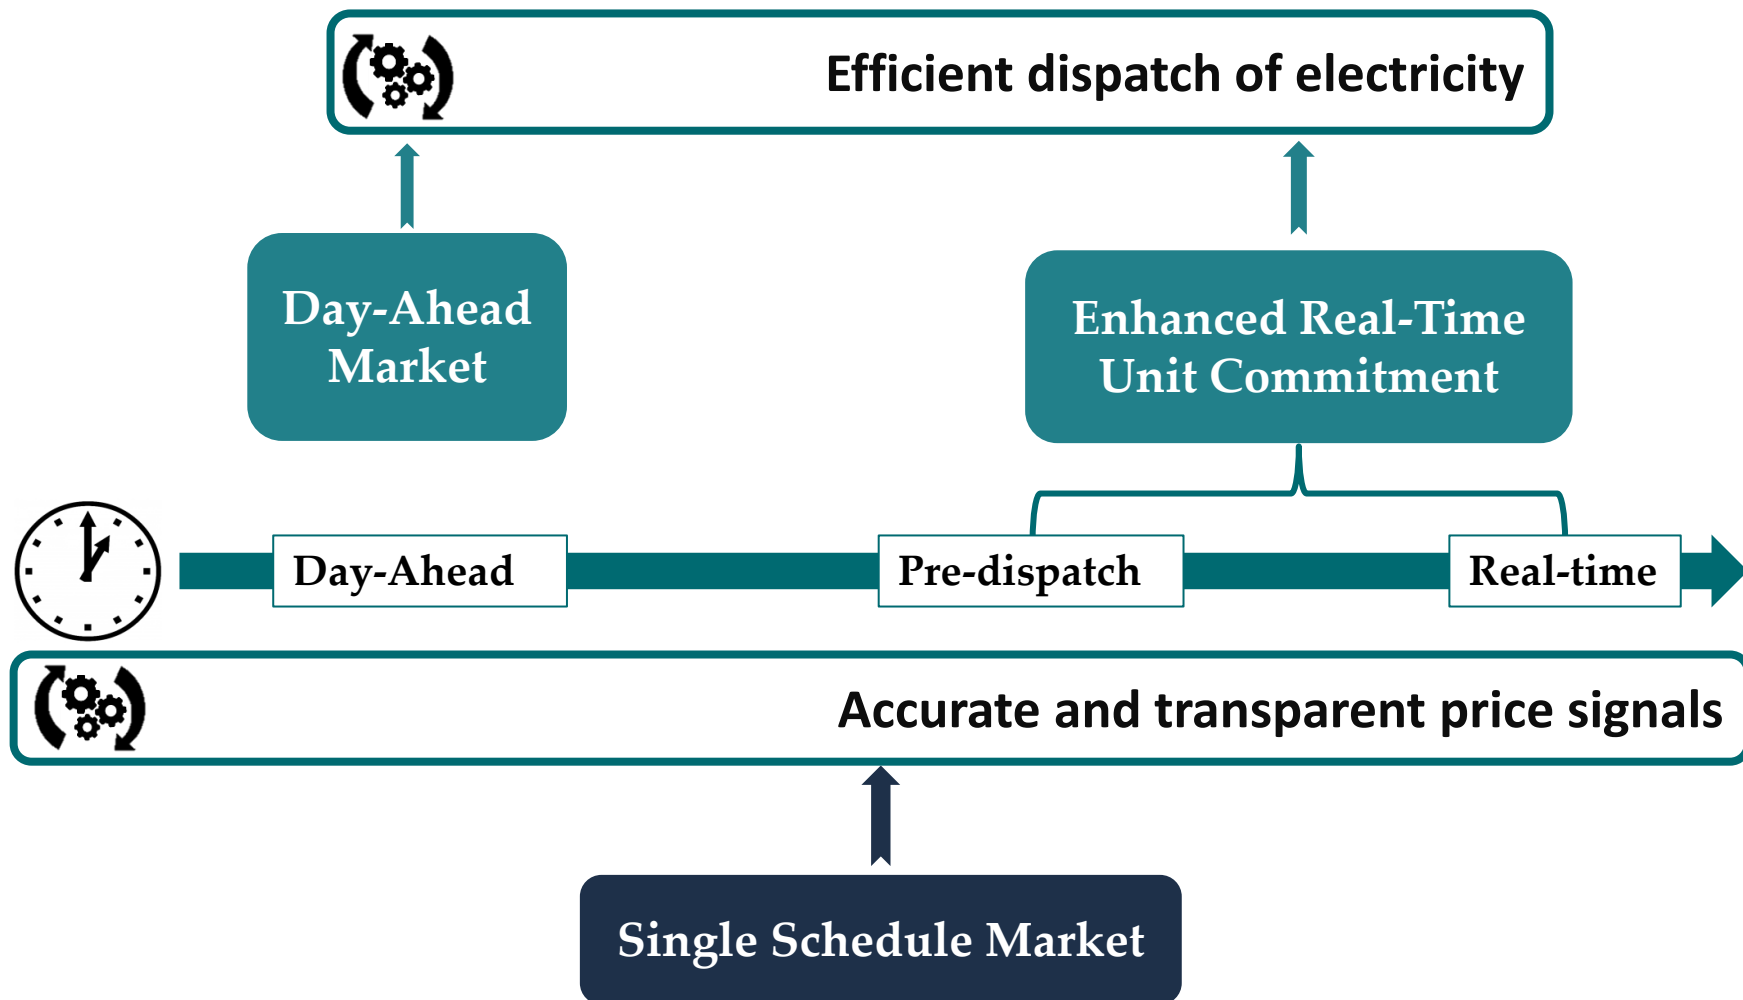 Efficient dispatch of electricity
Day-Ahead
Market
Enhanced Real-Time
Unit Commitment
Day-Ahead
Pre-dispatch
Real-time
Accurate and transparent price signals
Single Schedule Market